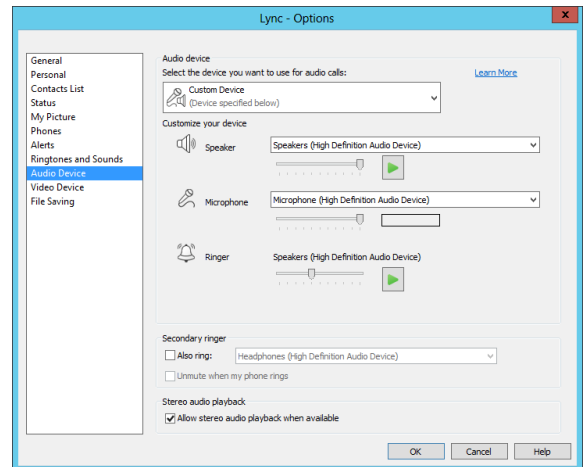 Lync - Options
x
General
Personal
Contacts List
Status
My Picture
Phones
Alerts
Ringtones and Sounds
Audio Device
Video Device
File Saving
Audio device
Select the device you want to use for audio calls:
Learn More
Custom Device
(Device specified below)
Customize your device
Speaker
Speakers (High Definition Audio Device)
Microphone
Microphone (High Definition Audio Device)
Ringer
Speakers (High Definition Audio Device)
Secondary ringer
Also ring:
Headphones (High Definition Audio Device)
Unmute when my phone rings
Stereo audio playback
Allow stereo audio playback when available
OK
Cancel
Help